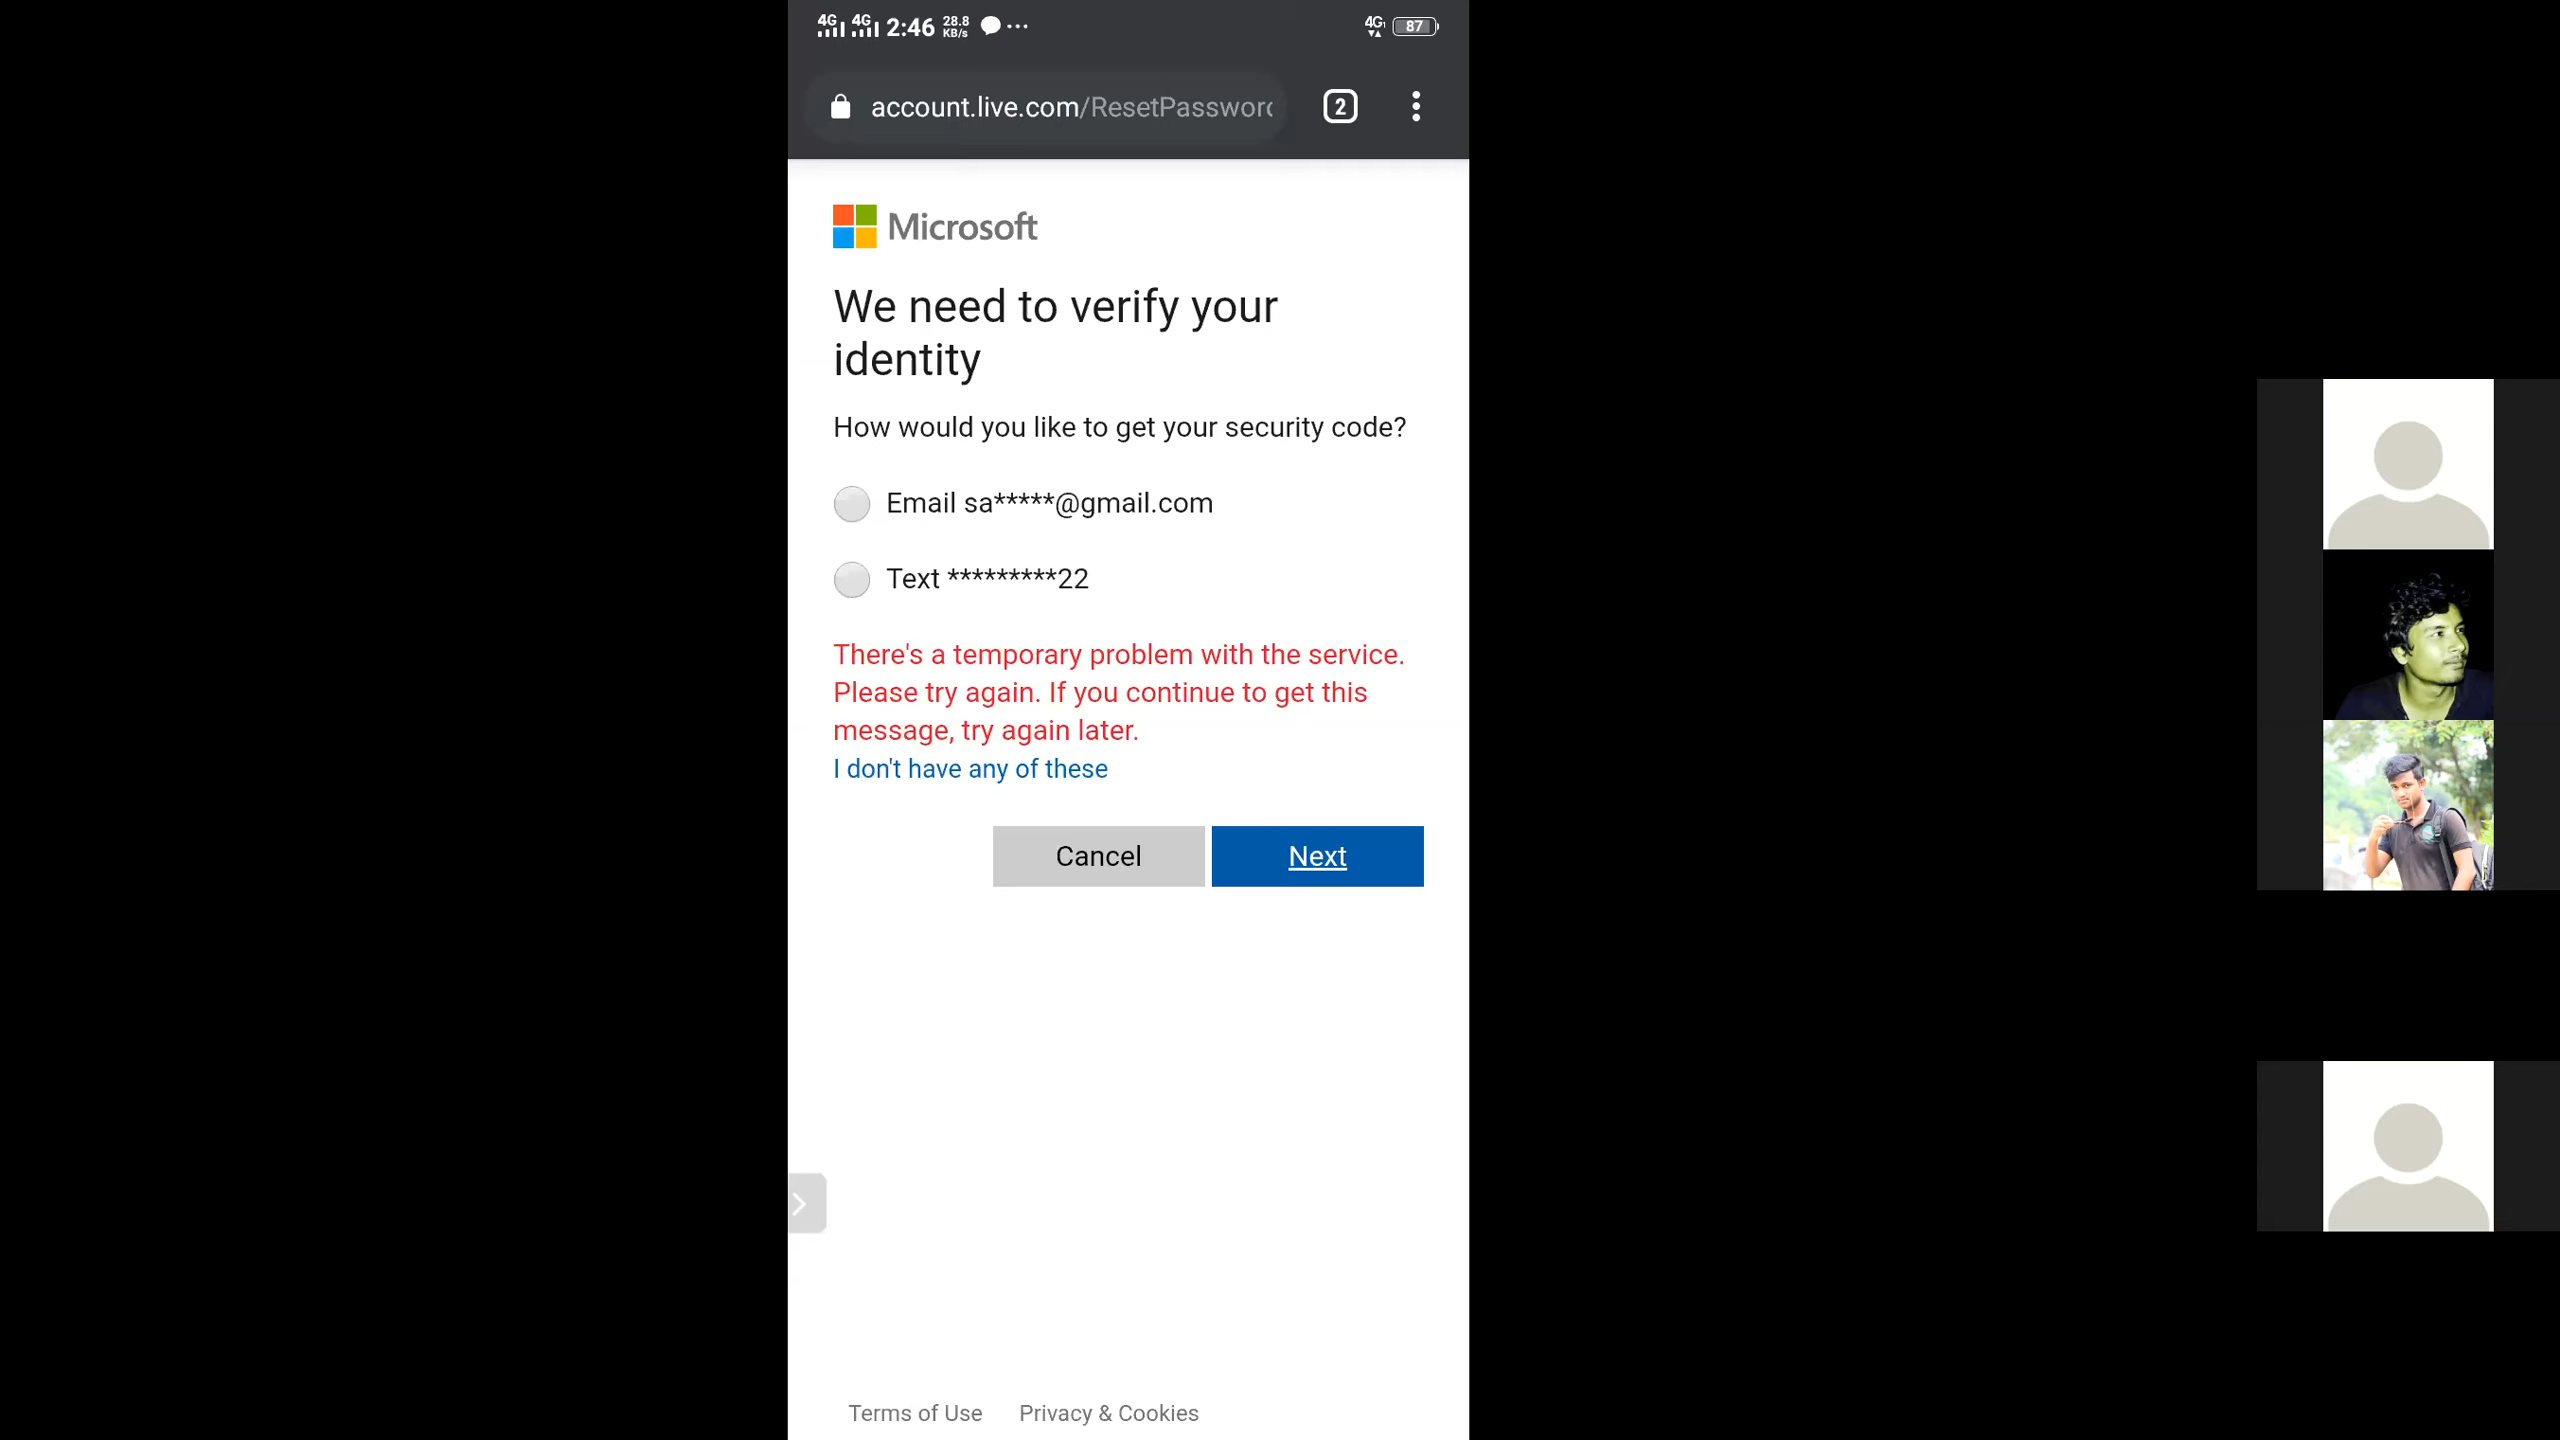 4G 4G 2:46 28.8 KB/s 4G 87
account.live.com/ResetPassword
2
Microsoft
We need to verify your
identity
How would you like to get your security code?
Email sa*****@gmail.com
Text *********22
There's a temporary problem with the service.
Please try again. If you continue to get this
message, try again later.
I don't have any of these
Cancel Next
Terms of Use Privacy & Cookies